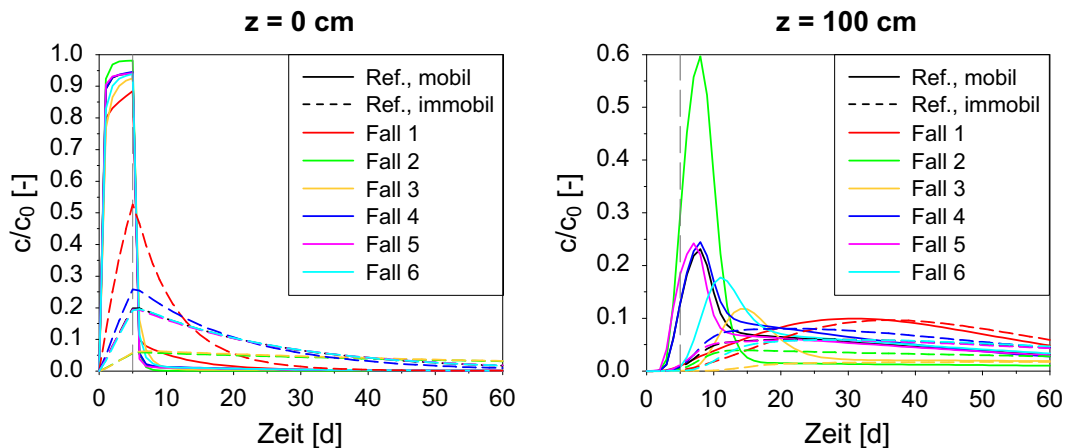 z = 0 cm
1.0
0.9
0.8
0.7
0.6
0.5
0.4
0.3
0.2
0.1
0.0
c/c0 [-]
0 10 20 30 40 50 60
Zeit [d]
Ref., mobil
Ref., immobil
Fall 1
Fall 2
Fall 3
Fall 4
Fall 5
Fall 6
z = 100 cm
0.6
0.5
0.4
0.3
0.2
0.1
0.0
c/c0 [-]
0 10 20 30 40 50 60
Zeit [d]
Ref., mobil
Ref., immobil
Fall 1
Fall 2
Fall 3
Fall 4
Fall 5
Fall 6